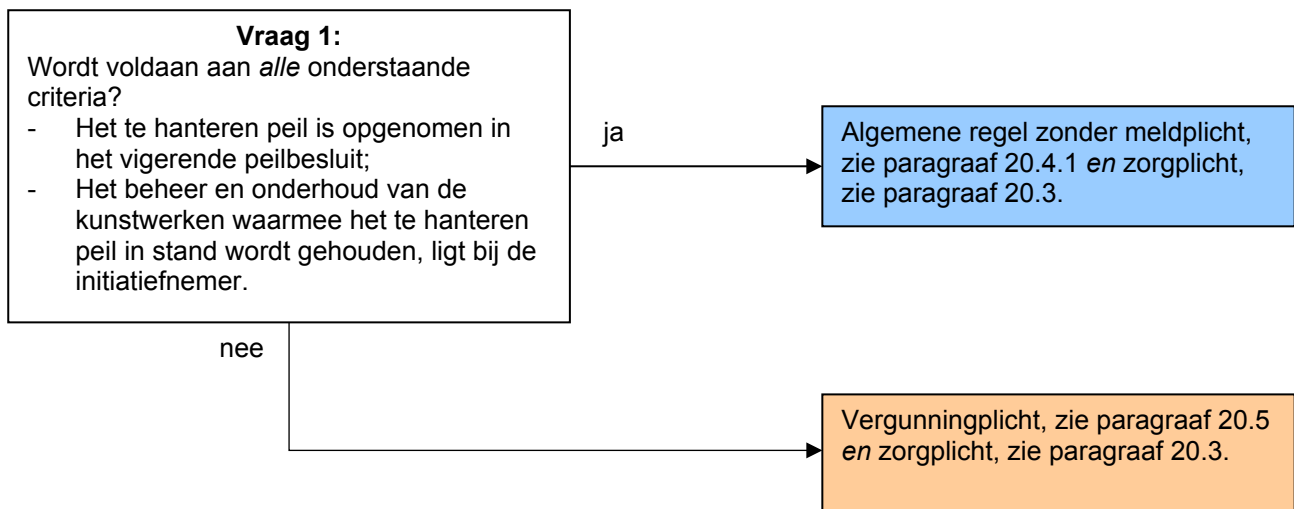 Vraag 1:
Wordt voldaan aan alle onderstaande
criteria?
- Het te hanteren peil is opgenomen in
het vigerende peilbesluit;
- Het beheer en onderhoud van de
kunstwerken waarmee het te hanteren
peil in stand wordt gehouden, ligt bij de
initiatiefnemer.
ja
Algemene regel zonder meldplicht,
zie paragraaf 20.4.1 en zorgplicht,
zie paragraaf 20.3.
nee
Vergunningplicht, zie paragraaf 20.5
en zorgplicht, zie paragraaf 20.3.